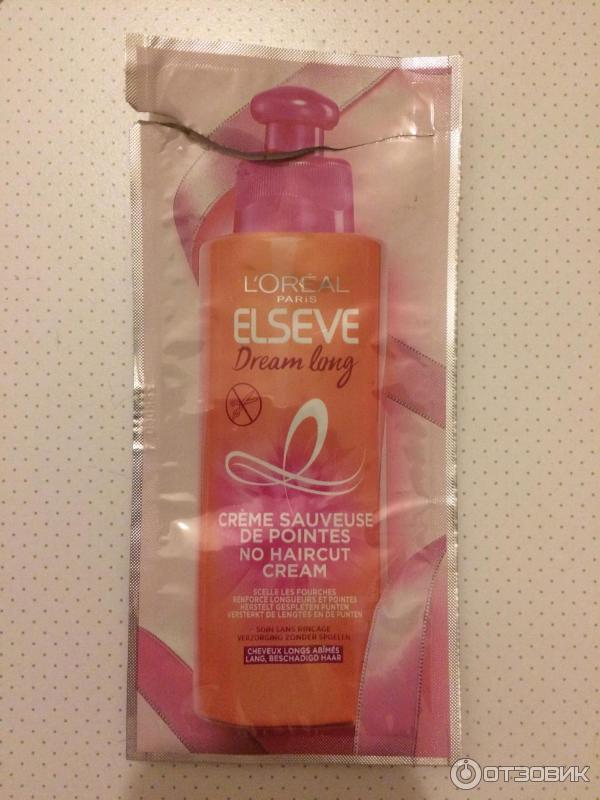 L'ORÉAL
PARIS
ELSEVE
Dream long
CRÈME SAUVEUSE
DE POINTES
NO HAIRCUT
CREAM
SCELLE LES FOURCHES
RENFORCE LONGUEURS ET POINTES
HERSTELT GESPLETEN PUNTEN
VERSTERKT DE LENGTES EN DE PUNTEN
SOIN SANS RINÇAGE
VERZORGING ZONDER SPOELEN
CHEVEUX LONGS ABÎMÉS
LANG, BESCHADIGD HAAR
ОТЗОВИК